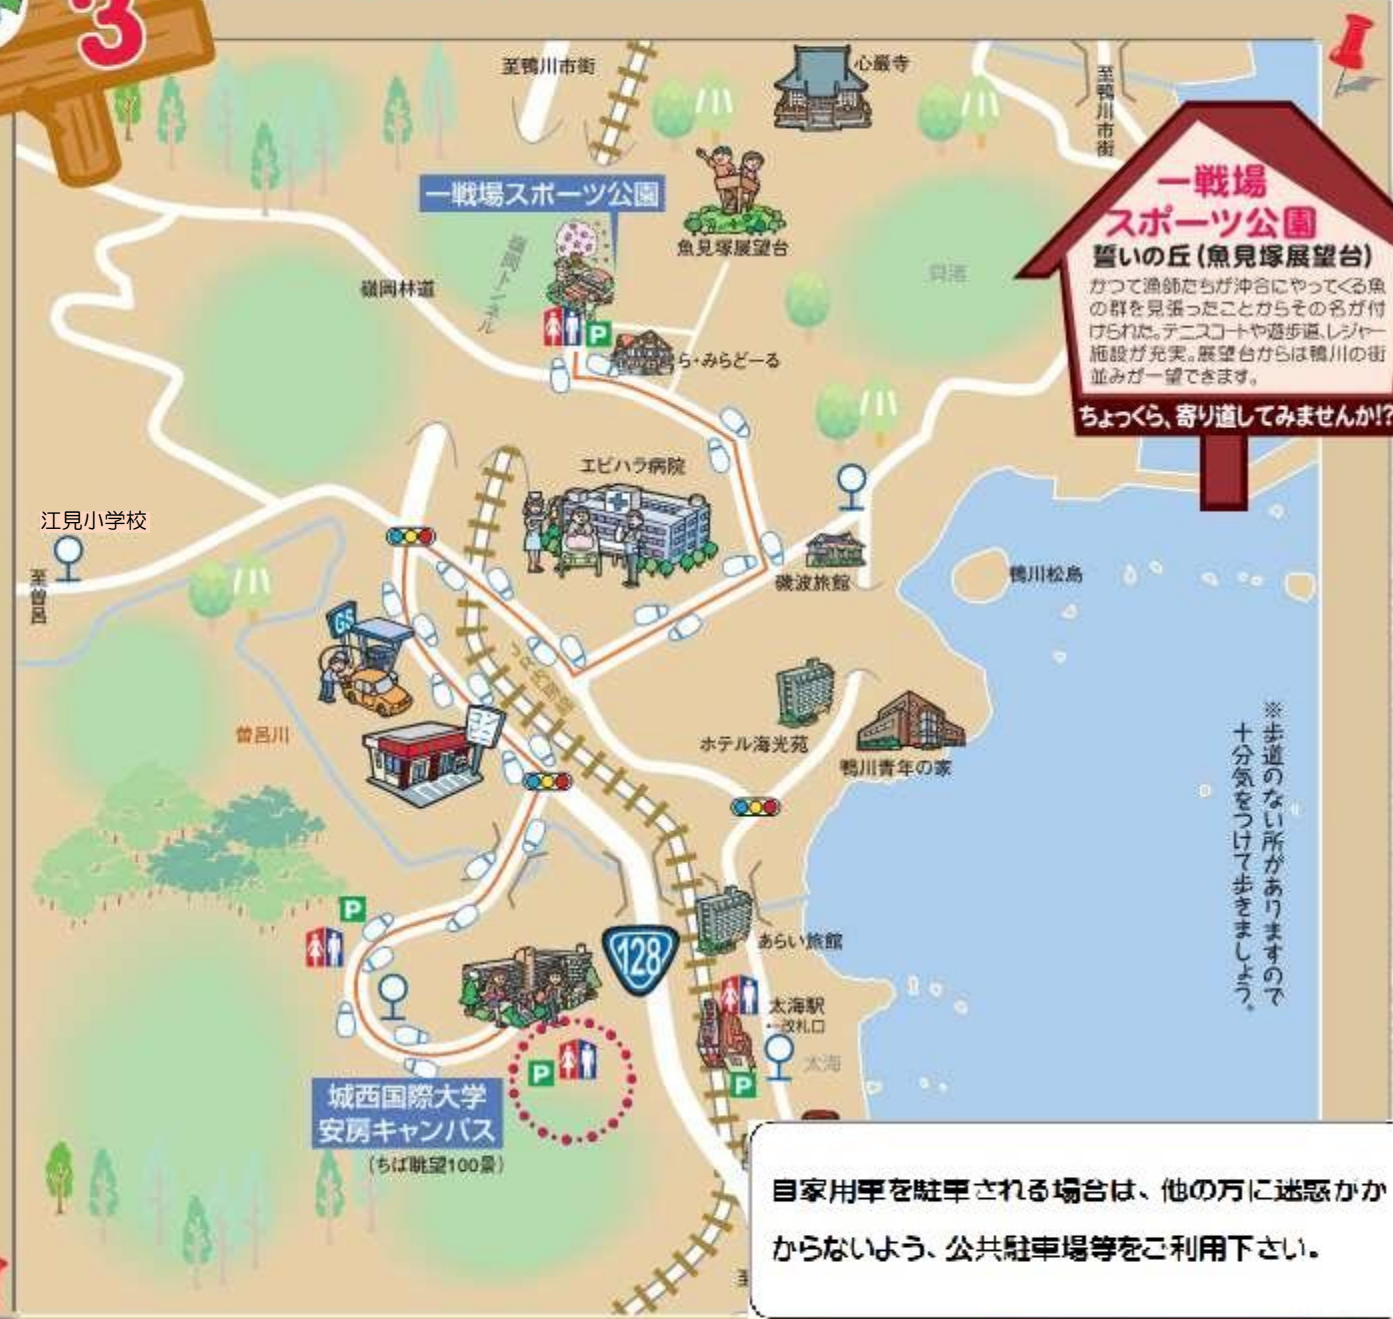 3
至鴨川市街
心巌寺
至鴨川市街
一戦場スポーツ公園
魚見塚展望台
嶺岡トンネル
嶺岡林道
貝渚
ら・みらどーる
一戦場
スポーツ公園
誓いの丘(魚見塚展望台)
かつて漁師たちが沖合にやってくる魚
の群を見張ったことからその名が付
けられた。テニスコートや遊歩道、レジャー
施設が充実。展望台からは鴨川の街
並みが一望できます。
ちょっくら、寄り道してみませんか!?
P
エビハラ病院
江見小学校
至曽呂
磯波旅館
鴨川松島
GS
JR内房線
コンビニ
曽呂川
ホテル海光苑
鴨川青年の家
※歩道のない所がありますので
十分気をつけて歩きましょう。
P
128
あらい旅館
太海駅
←改札口
太海
P
P
城西国際大学
安房キャンパス
(ちば眺望100景)
自家用車を駐車される場合は、他の方に迷惑がか
からないよう、公共駐車場等をご利用下さい。
至